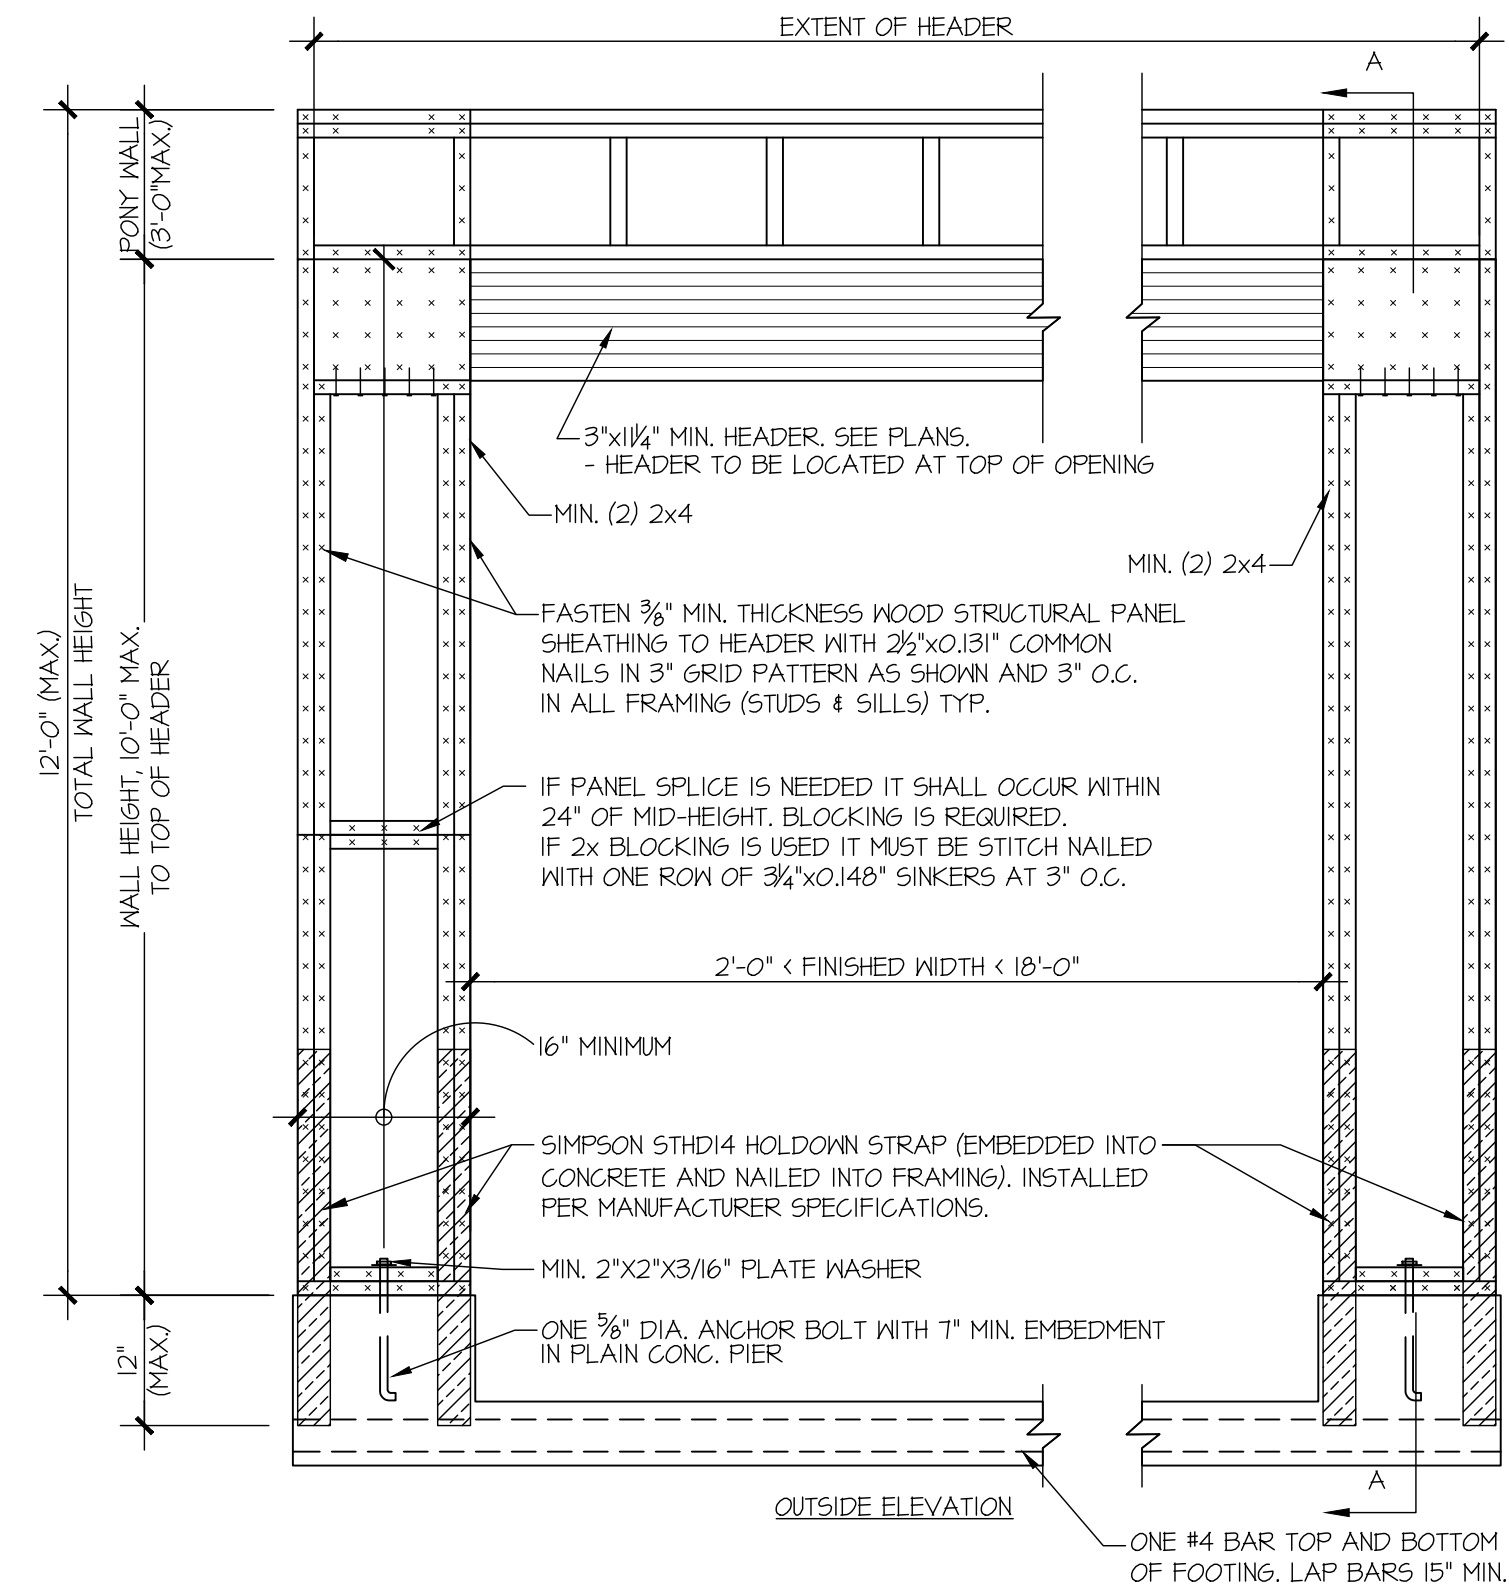 EXTENT OF HEADER
A
PONY WALL
(3'-0"MAX.)
12'-0" (MAX.)
TOTAL WALL HEIGHT
WALL HEIGHT, 10'-0" MAX.
TO TOP OF HEADER
3"x11¼" MIN. HEADER. SEE PLANS.
- HEADER TO BE LOCATED AT TOP OF OPENING
MIN. (2) 2x4
MIN. (2) 2x4
FASTEN ⅜" MIN. THICKNESS WOOD STRUCTURAL PANEL
SHEATHING TO HEADER WITH 2½"x0.131" COMMON
NAILS IN 3" GRID PATTERN AS SHOWN AND 3" O.C.
IN ALL FRAMING (STUDS & SILLS) TYP.
IF PANEL SPLICE IS NEEDED IT SHALL OCCUR WITHIN
24" OF MID-HEIGHT. BLOCKING IS REQUIRED.
IF 2x BLOCKING IS USED IT MUST BE STITCH NAILED
WITH ONE ROW OF 3¼"x0.148" SINKERS AT 3" O.C.
2'-0" < FINISHED WIDTH < 18'-0"
16" MINIMUM
SIMPSON STHD14 HOLDOWN STRAP (EMBEDDED INTO
CONCRETE AND NAILED INTO FRAMING). INSTALLED
PER MANUFACTURER SPECIFICATIONS.
MIN. 2"X2"X3/16" PLATE WASHER
12"
(MAX.)
ONE ⅝" DIA. ANCHOR BOLT WITH 7" MIN. EMBEDMENT
IN PLAIN CONC. PIER
A
OUTSIDE ELEVATION
ONE #4 BAR TOP AND BOTTOM
OF FOOTING. LAP BARS 15" MIN.